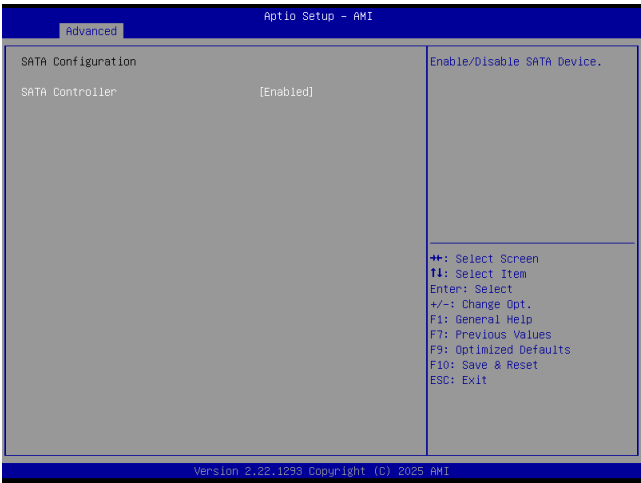 Aptio Setup - AMI
Advanced
SATA Configuration
SATA Controller [Enabled]
Enable/Disable SATA Device.
→←: Select Screen
↑↓: Select Item
Enter: Select
+/-: Change Opt.
F1: General Help
F7: Previous Values
F9: Optimized Defaults
F10: Save & Reset
ESC: Exit
Version 2.22.1293 Copyright (C) 2025 AMI